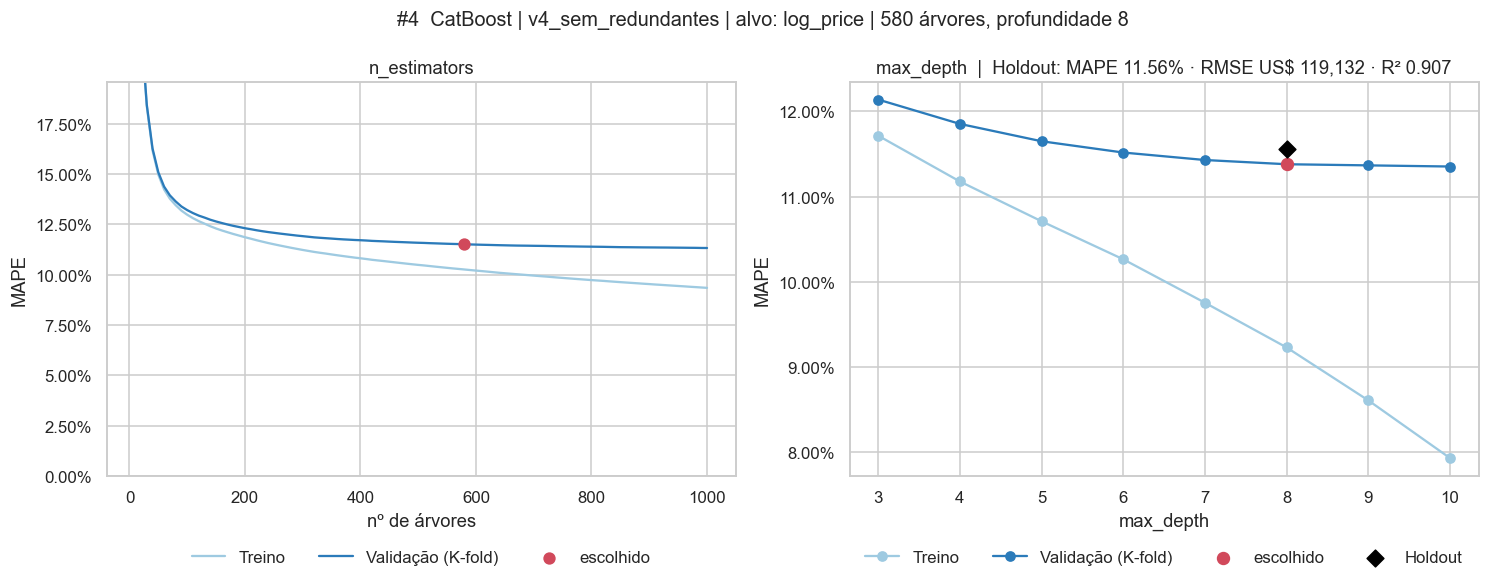 #4  CatBoost | v4_sem_redundantes | alvo: log_price | 580 árvores, profundidade 8
n_estimators
MAPE
17.50%
15.00%
12.50%
10.00%
7.50%
5.00%
2.50%
0.00%
0
200
400
600
800
1000
nº de árvores
Treino
Validação (K-fold)
escolhido
max_depth  |  Holdout: MAPE 11.56% · RMSE US$ 119,132 · R² 0.907
MAPE
12.00%
11.00%
10.00%
9.00%
8.00%
3
4
5
6
7
8
9
10
max_depth
Treino
Validação (K-fold)
escolhido
Holdout